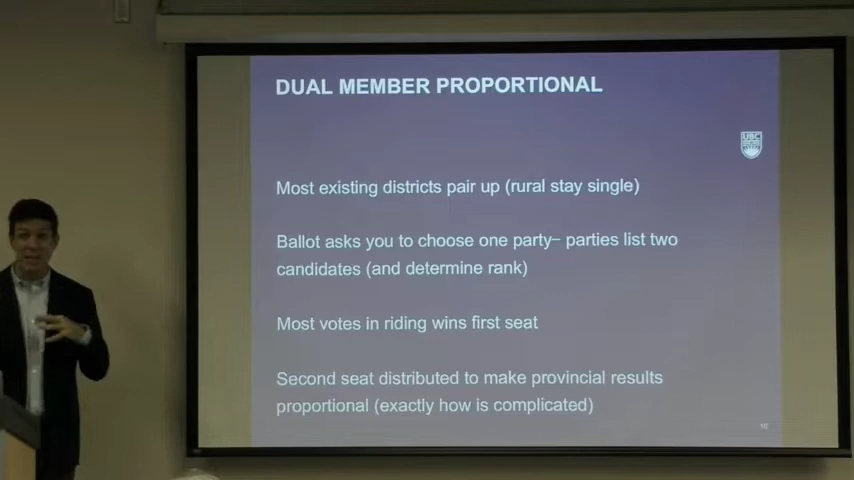 DUAL MEMBER PROPORTIONAL
UBC
Most existing districts pair up (rural stay single)
Ballot asks you to choose one party– parties list two
candidates (and determine rank)
Most votes in riding wins first seat
Second seat distributed to make provincial results
proportional (exactly how is complicated)